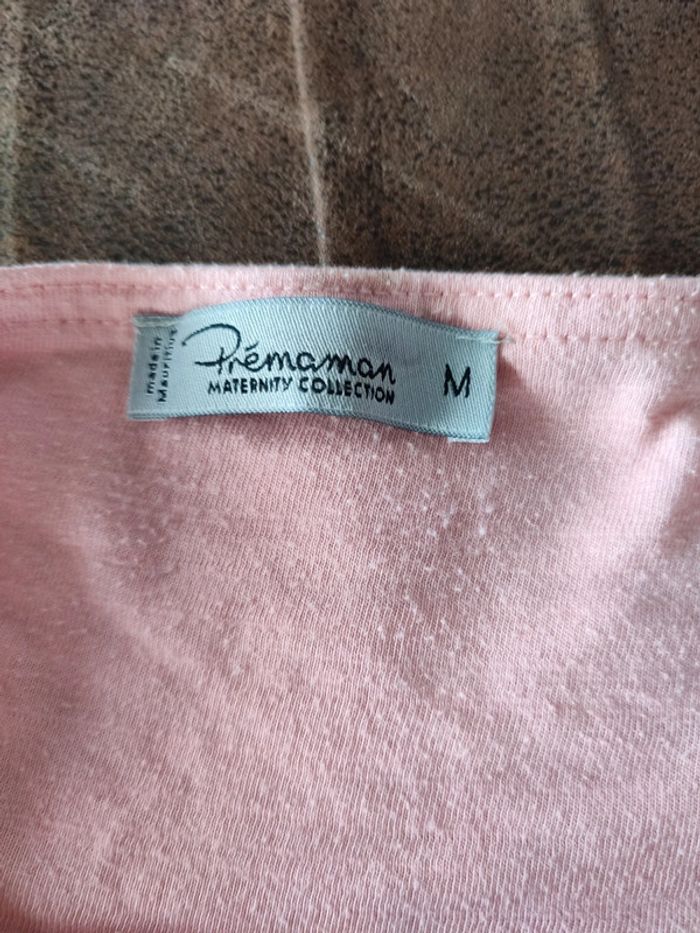 made in
Mauritius
Prémaman
MATERNITY COLLECTION
M